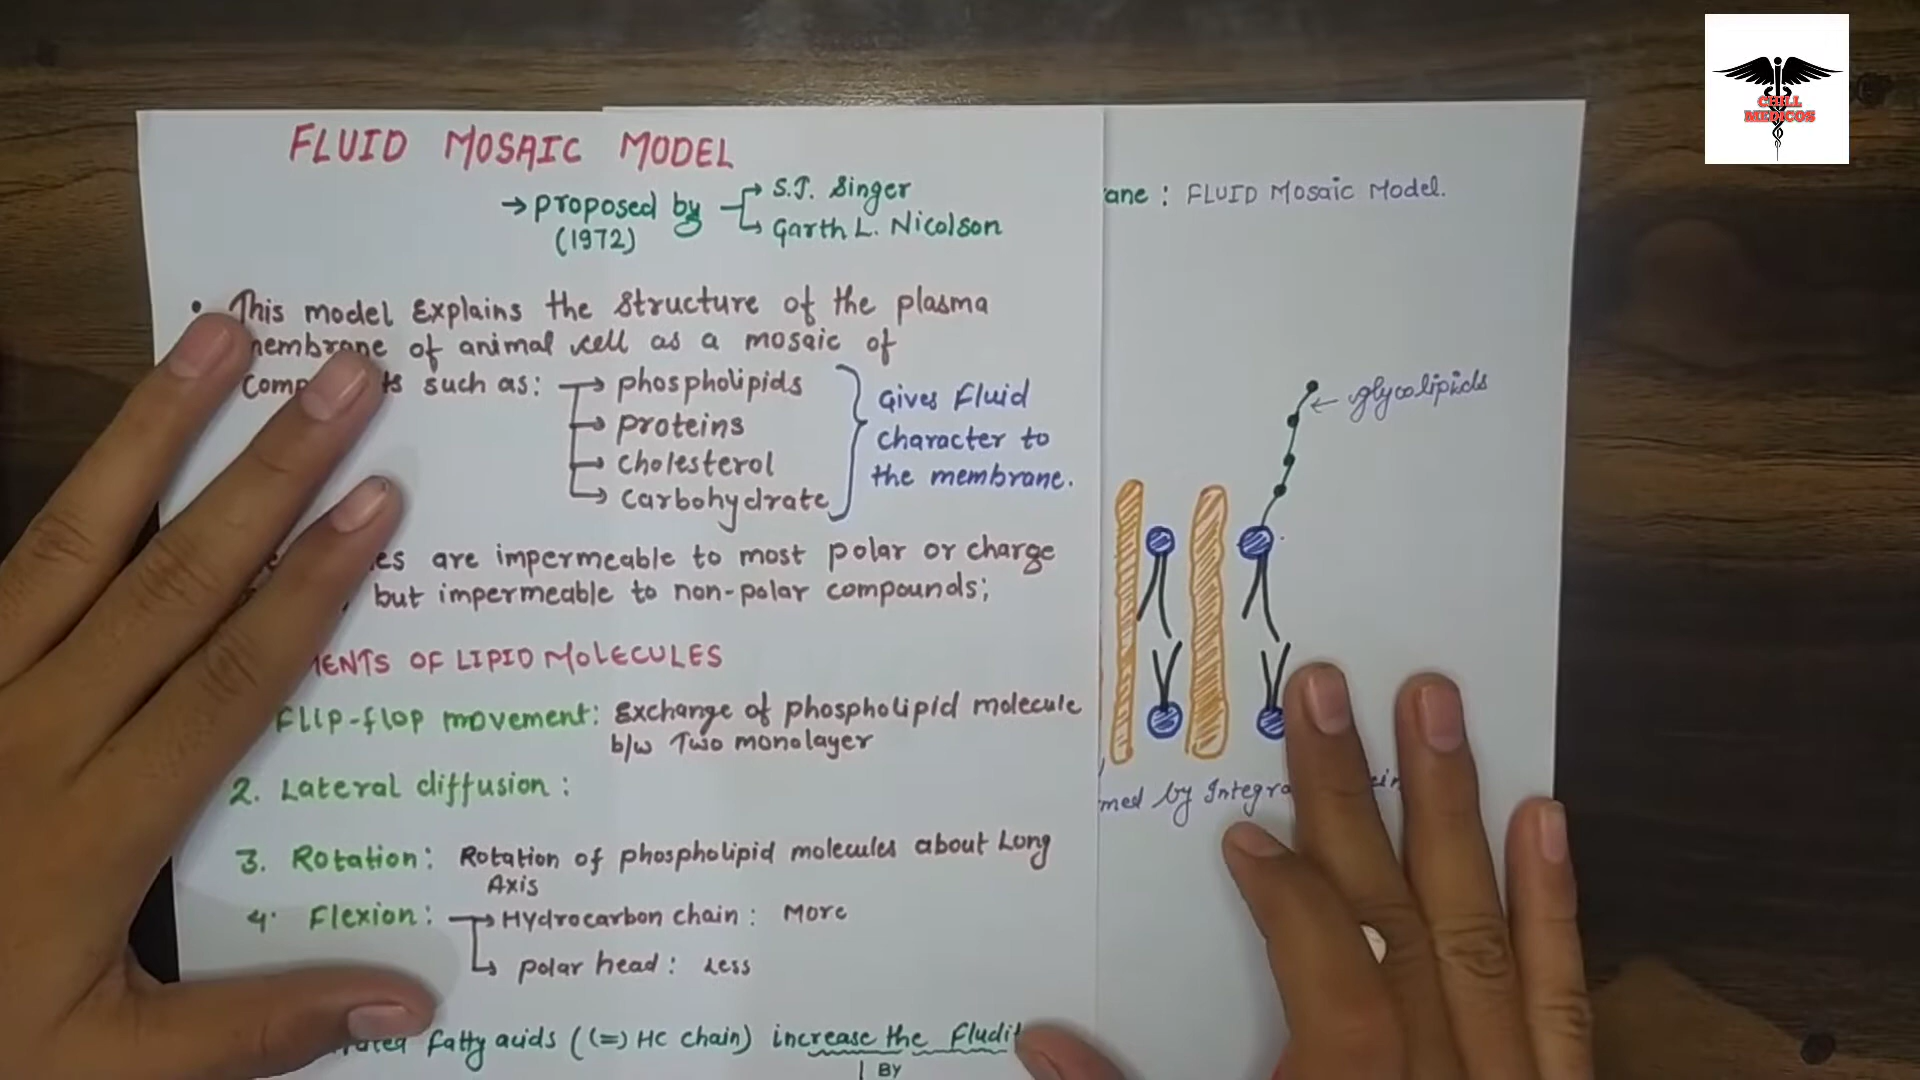 CHILL
MEDICOS
FLUID MOSAIC MODEL
→ proposed by → S.J. Singer
(1972) → Garth L. Nicolson
• This model Explains the structure of the plasma
of animal cell as a mosaic of
such as: → phospholipids
→ proteins
→ cholesterol
→ carbohydrate
Gives Fluid
character to
the membrane.
are impermeable to most polar or charge
but impermeable to non-polar compounds;
OF LIPID MOLECULES
Flip-flop movement: Exchange of phospholipid molecule
b/w Two monolayer
2. Lateral diffusion:
3. Rotation: Rotation of phospholipid molecules about Long
Axis
4. Flexion: → Hydrocarbon chain: More
→ polar head: Less
fatty acids ((=) HC chain) increase the
By
: FLUID Mosaic Model.
← glycolipids
by